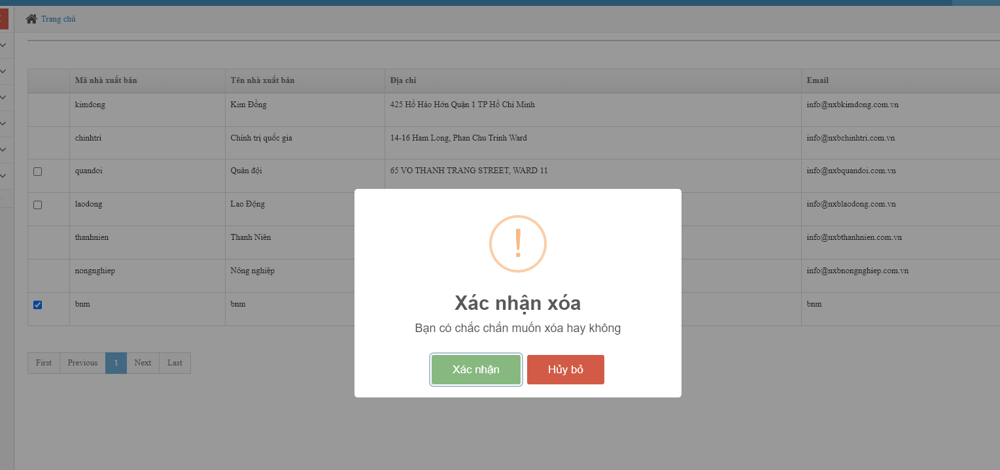 Trang chủ
Mã nhà xuất bản Tên nhà xuất bản Địa chỉ Email
kimdong Kim Đồng 425 Hồ Hảo Hớn Quận 1 TP Hồ Chí Minh info@nxbkimdong.com.vn
chinhtri Chính trị quốc gia 14-16 Ham Long, Phan Chu Trinh Ward info@nxbchinhtri.com.vn
quandoi Quân đội 65 VO THANH TRANG STREET, WARD 11 info@nxbquandoi.com.vn
laodong Lao Động info@nxblaodong.com.vn
thanhnien Thanh Niên info@nxbthanhnien.com.vn
nongnghiep Nông nghiệp info@nxbnongnghiep.com.vn
bnm bnm bnm
!
Xác nhận xóa
Bạn có chắc chắn muốn xóa hay không
Xác nhận Hủy bỏ
First Previous 1 Next Last